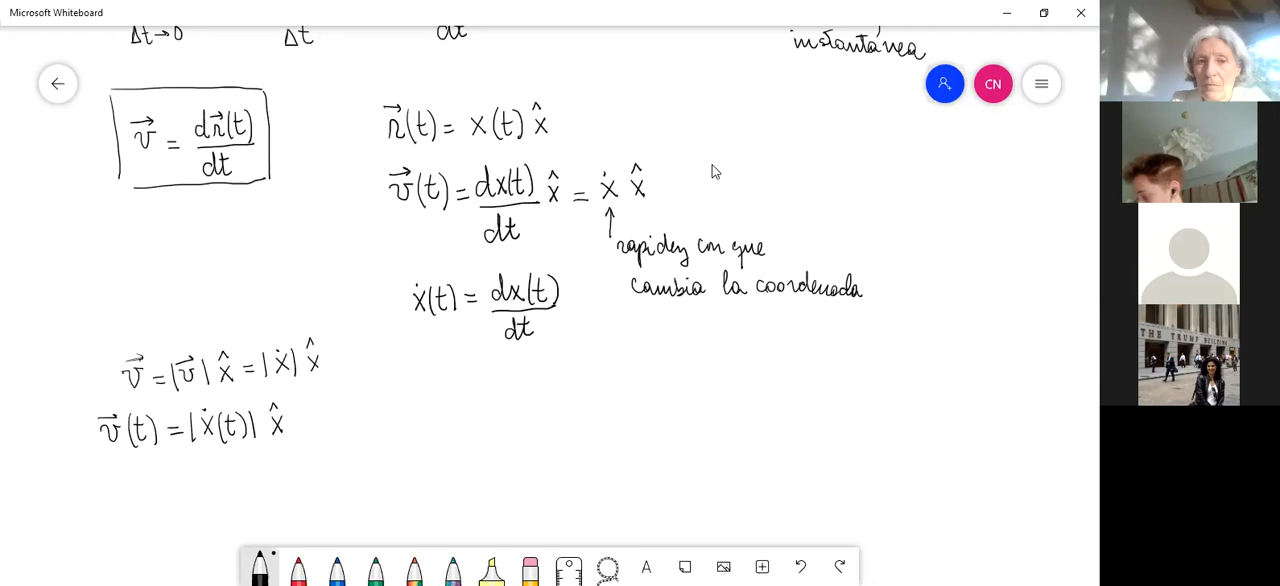 Microsoft Whiteboard
Δt→0 Δt dt instantánea
CN
v⃗ = dr⃗(t)/dt
r⃗(t) = x(t) x̂
v⃗(t) = dx(t)/dt x̂ = ẋ x̂
↑ rapidez con que
cambia la coordenada
ẋ(t) = dx(t)/dt
v⃗ = |v⃗| x̂ = |ẋ| x̂
v⃗(t) = |ẋ(t)| x̂
THE TRUMP BUILDING